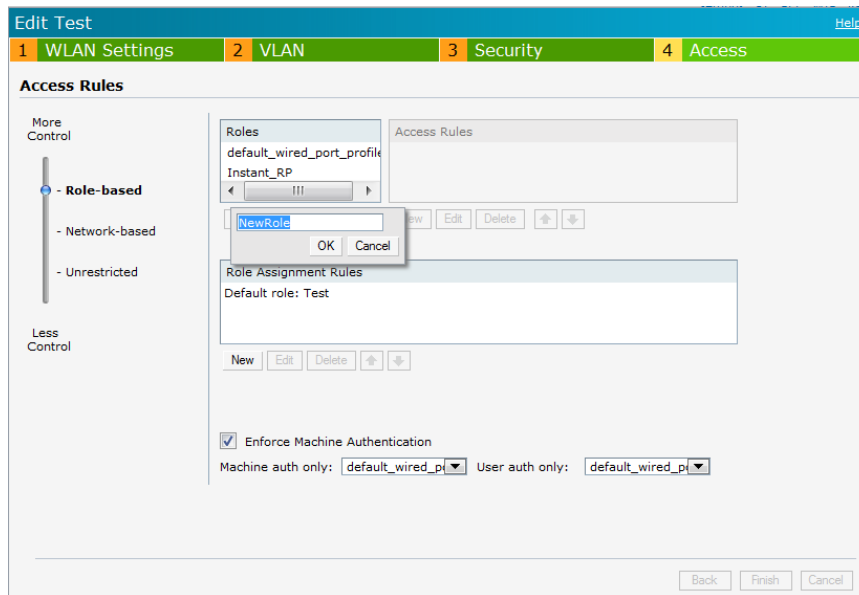 Edit Test
Help
1 WLAN Settings
2 VLAN
3 Security
4 Access
Access Rules
More
Control
- Role-based
- Network-based
- Unrestricted
Less
Control
Roles
default_wired_port_profile
Instant_RP
Access Rules
NewRole
OK Cancel
Edit Delete
Role Assignment Rules
Default role: Test
New Edit Delete
Enforce Machine Authentication
Machine auth only: default_wired_p
User auth only: default_wired_p
Back Finish Cancel